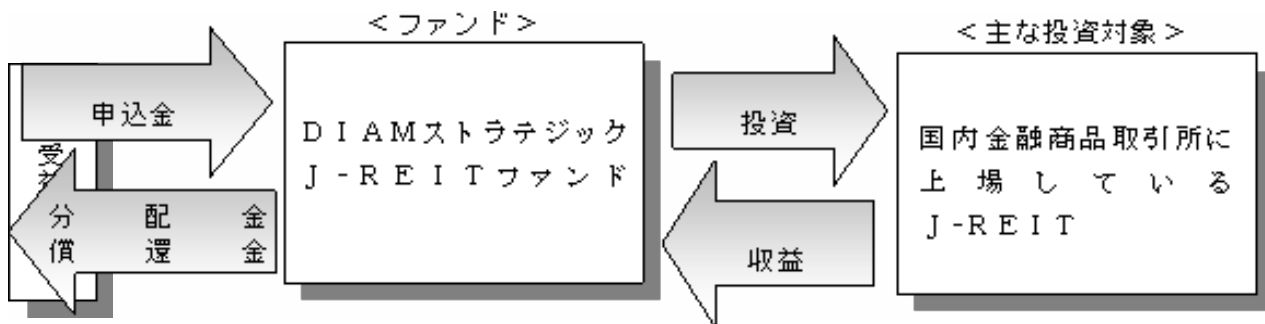 ＜ファンド＞
＜主な投資対象＞
申込金
受
分配金
償還金
ＤＩＡＭストラテジック
Ｊ-ＲＥＩＴファンド
投資
収益
国内金融商品取引所に
上場している
Ｊ-ＲＥＩＴ